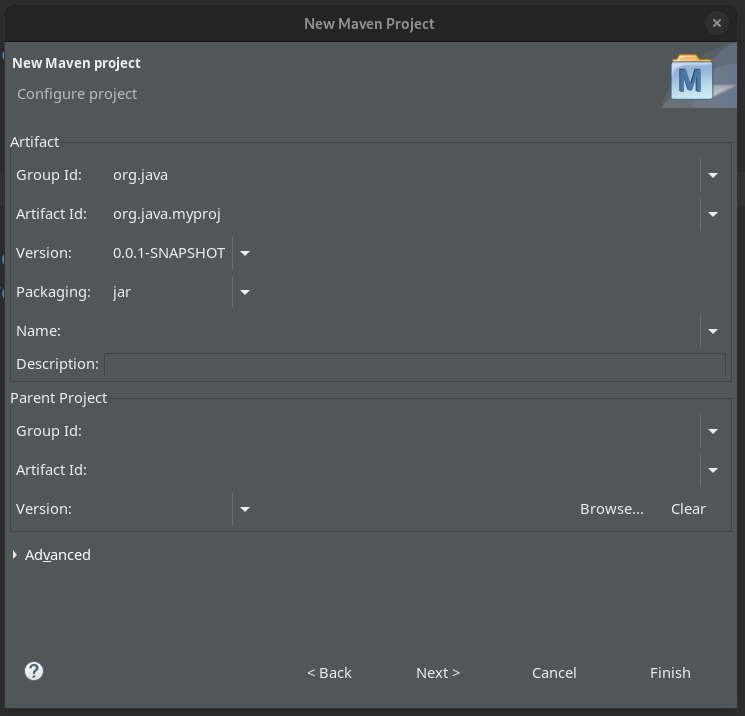 New Maven Project
New Maven project
Configure project
M
Artifact
Group Id: org.java
Artifact Id: org.java.myproj
Version: 0.0.1-SNAPSHOT
Packaging: jar
Name:
Description:
Parent Project
Group Id:
Artifact Id:
Version: Browse... Clear
Advanced
? < Back Next > Cancel Finish